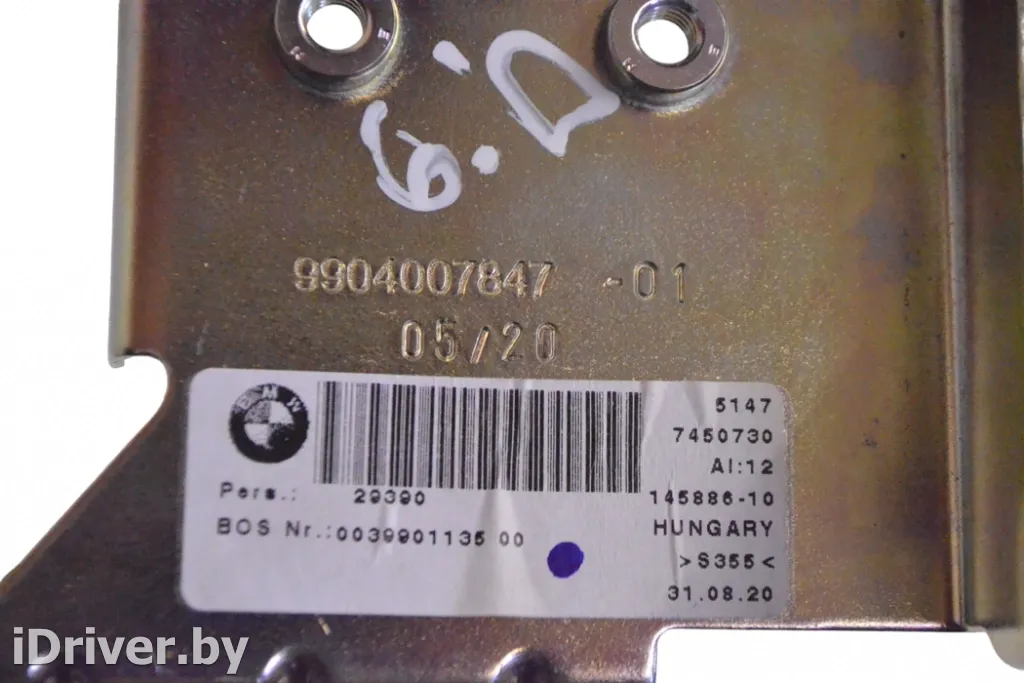 K E
K E
6.D
9904007847 -01
05/20
BMW
5147
7450730
AI:12
Pers.: 29390
145886-10
BOS Nr.:0039901135 00
HUNGARY
>S355<
31.08.20
iDriver.by